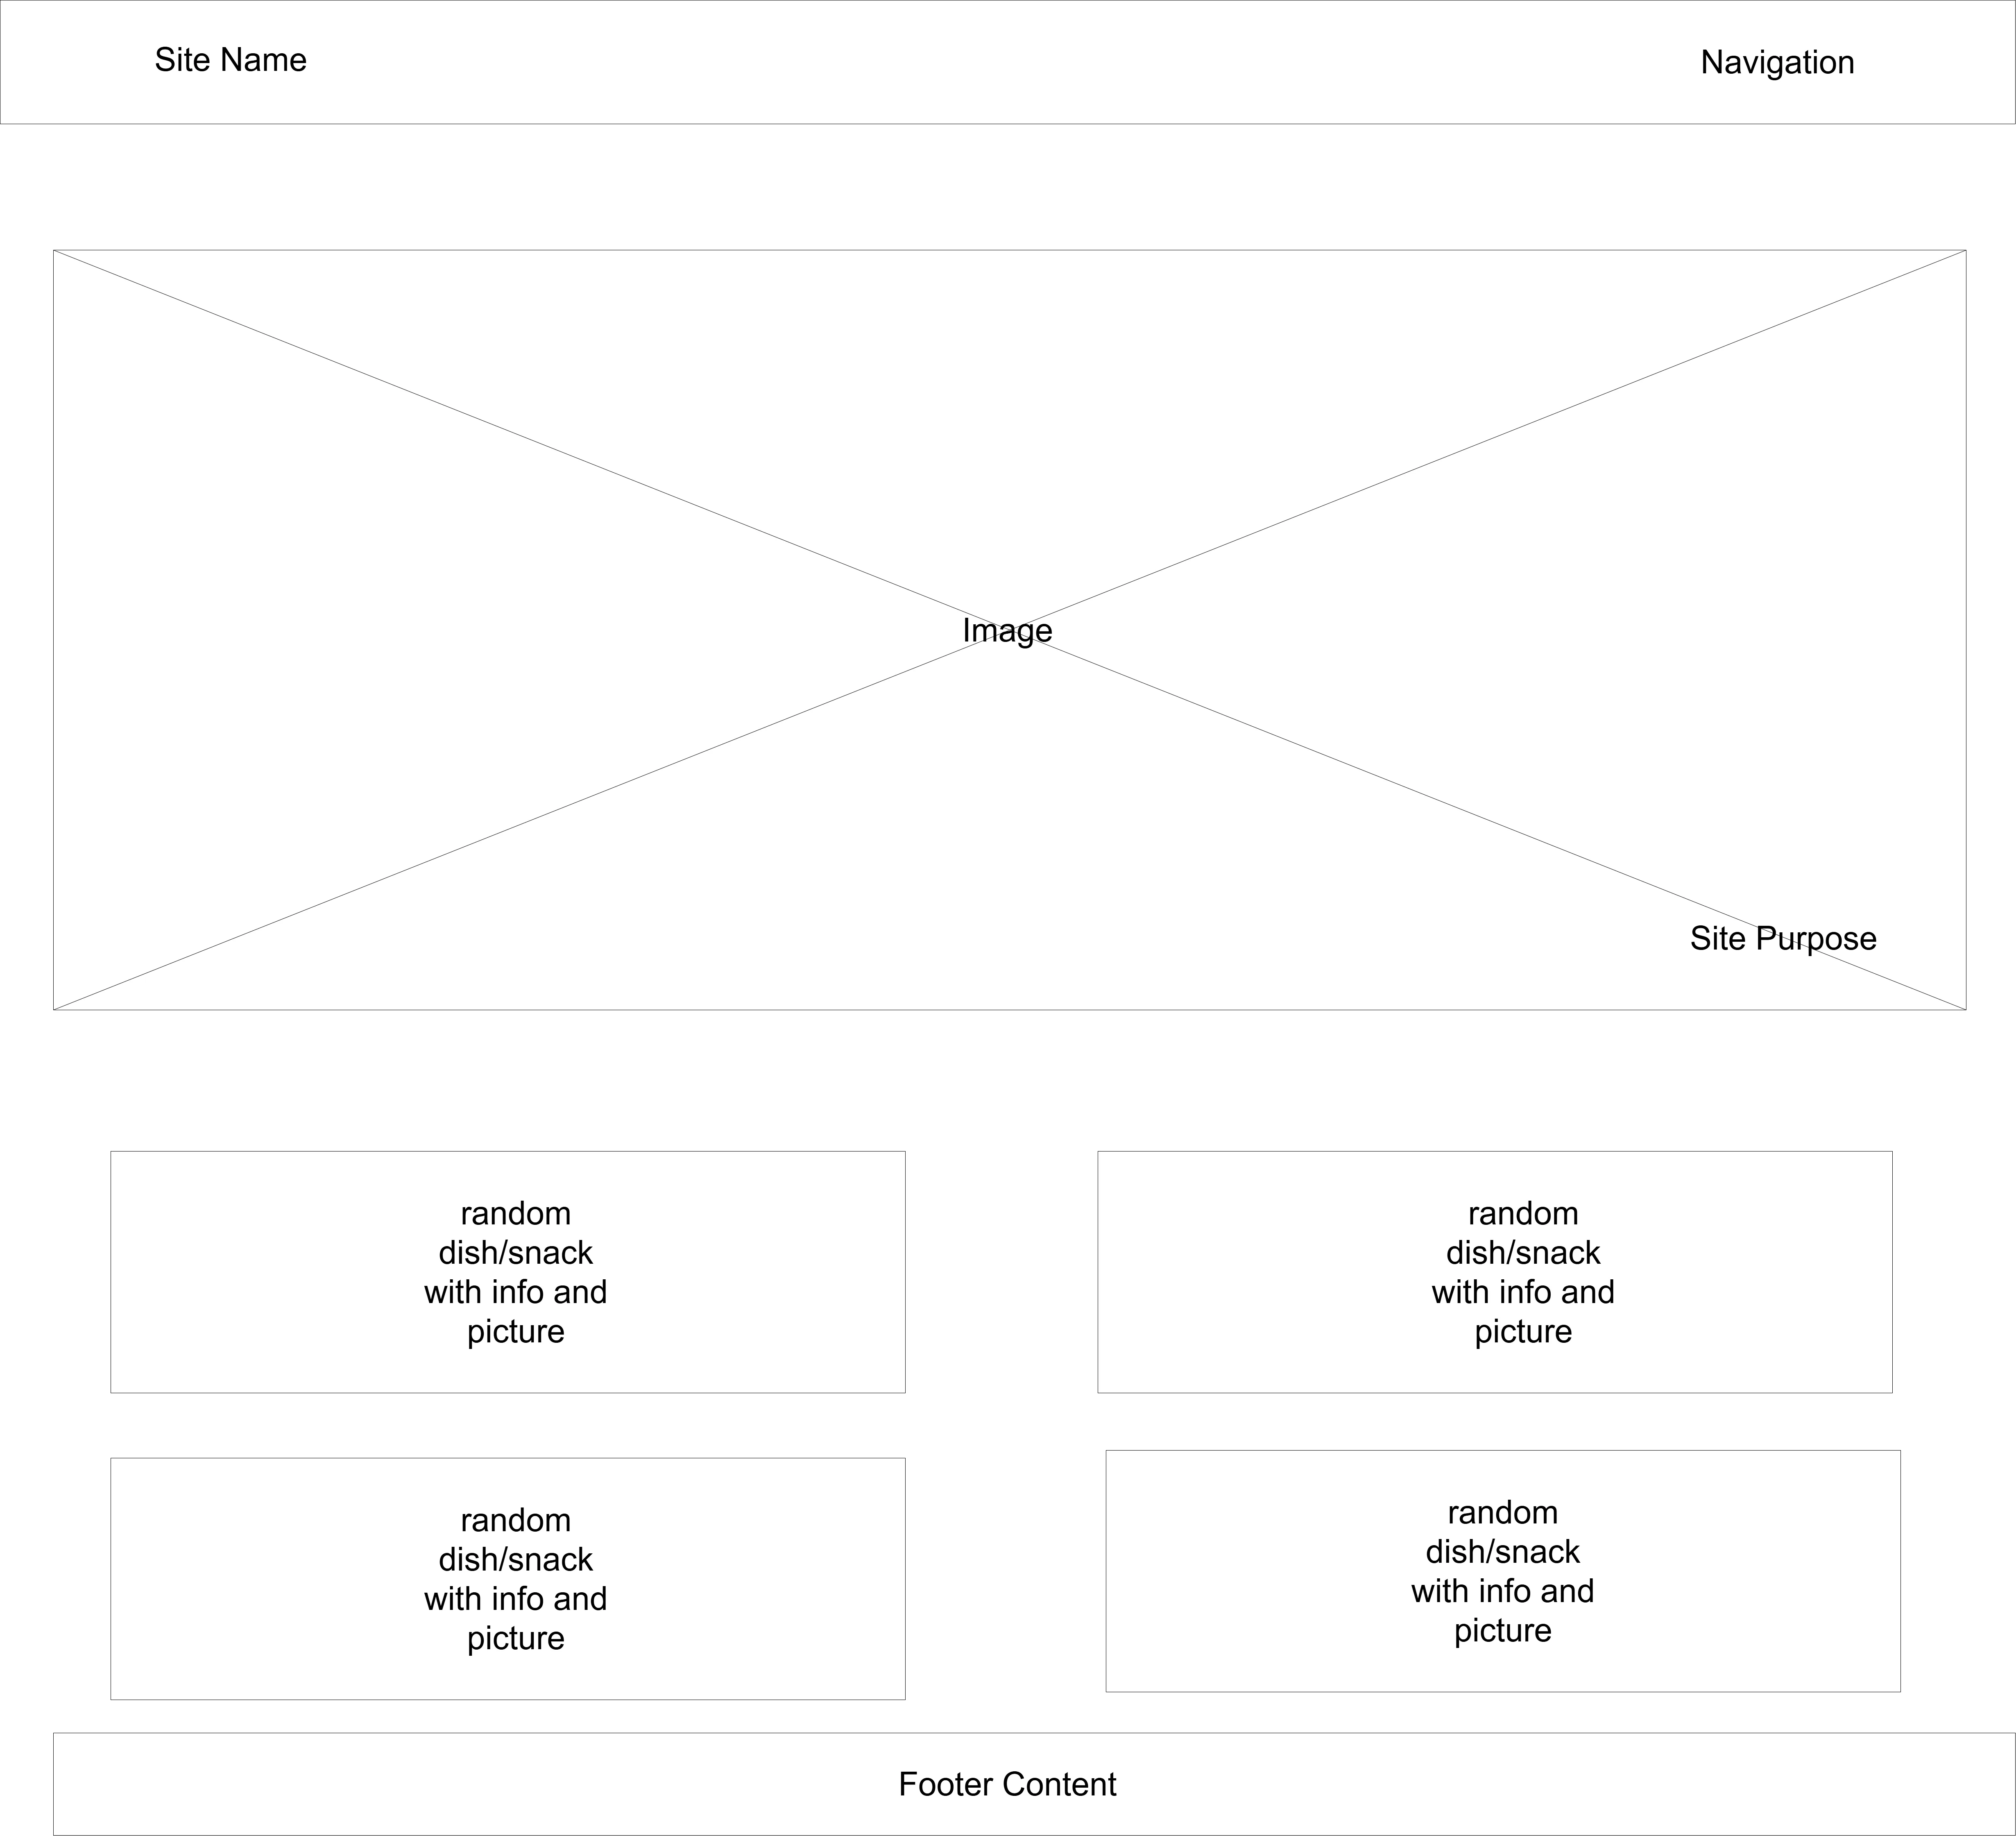 Site Name
Navigation
Image
Site Purpose
random
dish/snack
with info and
picture
random
dish/snack
with info and
picture
random
dish/snack
with info and
picture
random
dish/snack
with info and
picture
Footer Content